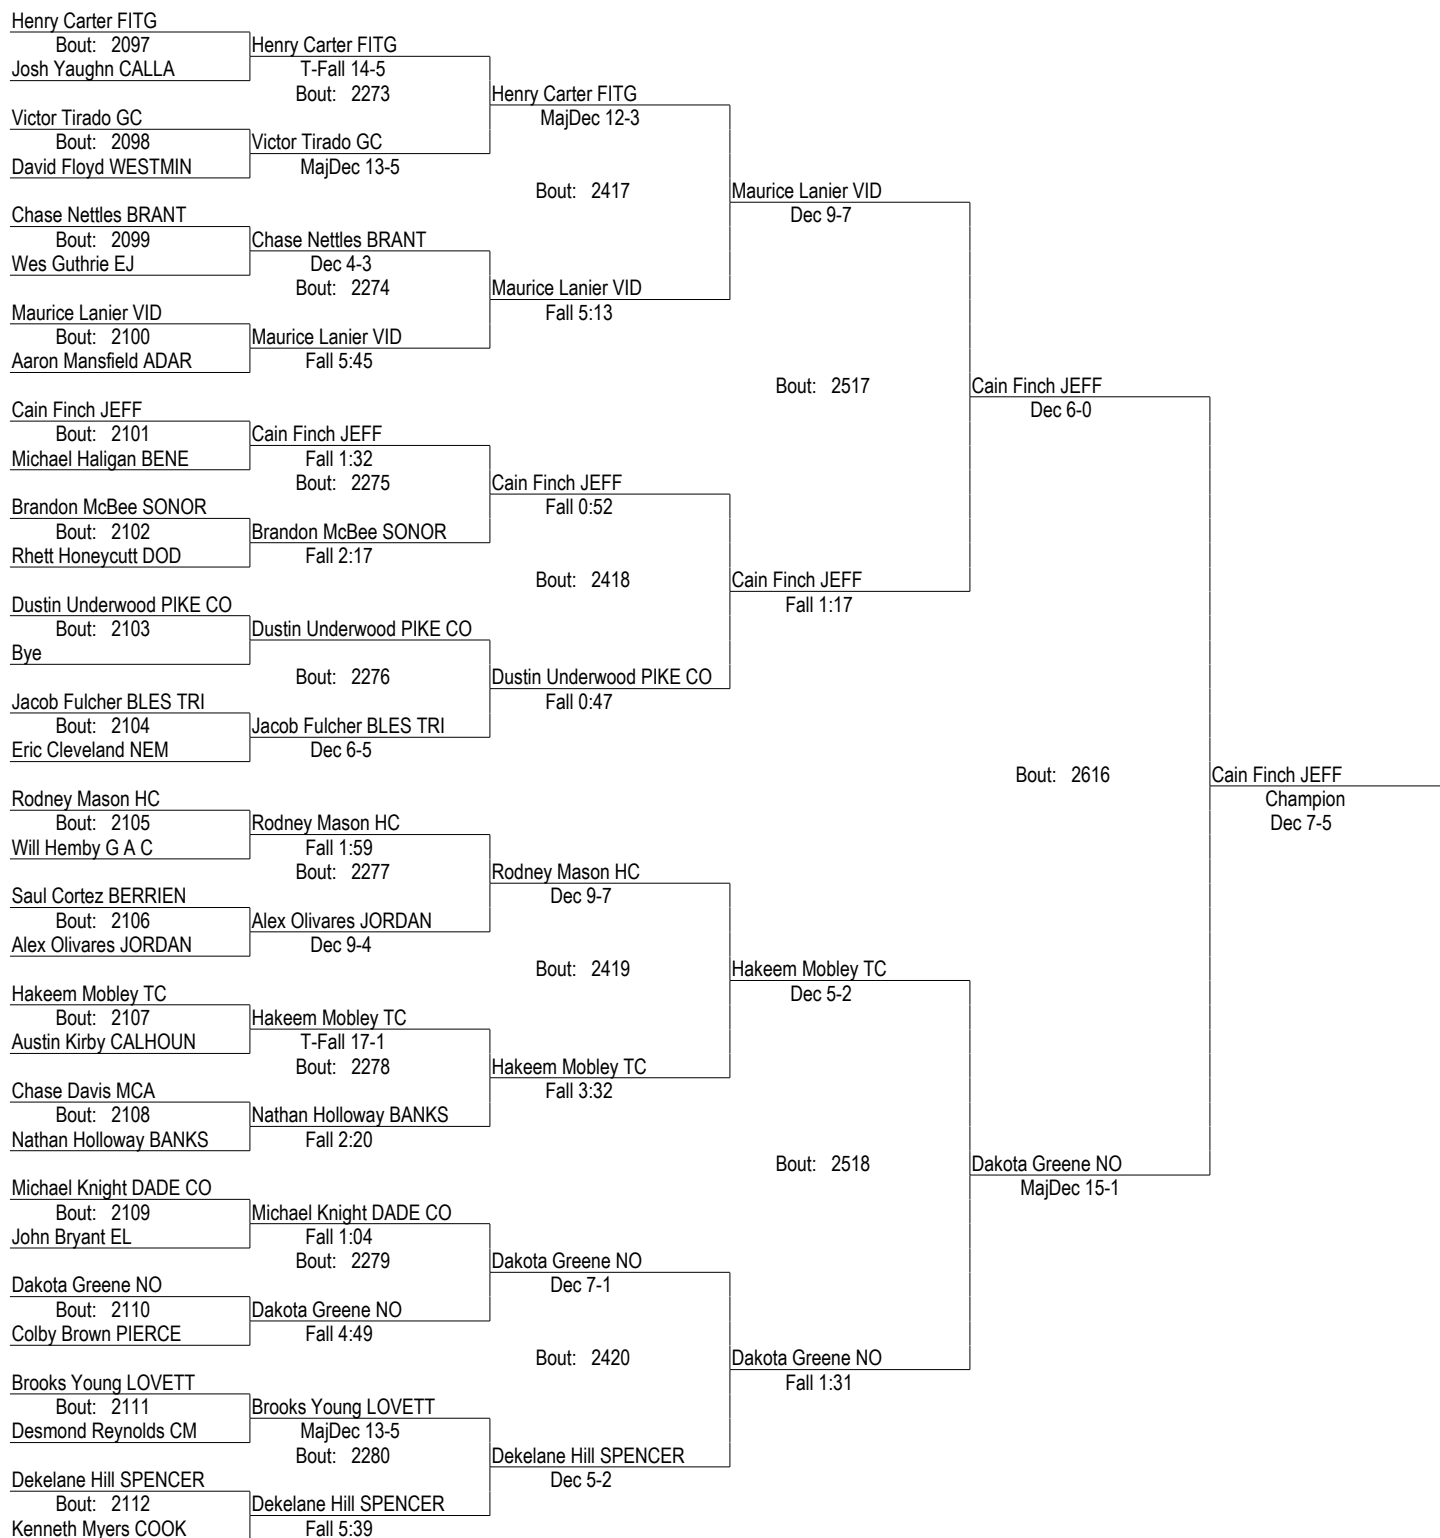 Henry Carter FITG
Bout: 2097
Josh Yaughn CALLA
Victor Tirado GC
Bout: 2098
David Floyd WESTMIN
Chase Nettles BRANT
Bout: 2099
Wes Guthrie EJ
Maurice Lanier VID
Bout: 2100
Aaron Mansfield ADAR
Cain Finch JEFF
Bout: 2101
Michael Haligan BENE
Brandon McBee SONOR
Bout: 2102
Rhett Honeycutt DOD
Dustin Underwood PIKE CO
Bout: 2103
Bye
Jacob Fulcher BLES TRI
Bout: 2104
Eric Cleveland NEM
Rodney Mason HC
Bout: 2105
Will Hemby G A C
Saul Cortez BERRIEN
Bout: 2106
Alex Olivares JORDAN
Hakeem Mobley TC
Bout: 2107
Austin Kirby CALHOUN
Chase Davis MCA
Bout: 2108
Nathan Holloway BANKS
Michael Knight DADE CO
Bout: 2109
John Bryant EL
Dakota Greene NO
Bout: 2110
Colby Brown PIERCE
Brooks Young LOVETT
Bout: 2111
Desmond Reynolds CM
Dekelane Hill SPENCER
Bout: 2112
Kenneth Myers COOK
Henry Carter FITG
T-Fall 14-5
Bout: 2273
Victor Tirado GC
MajDec 13-5
Chase Nettles BRANT
Dec 4-3
Bout: 2274
Maurice Lanier VID
Fall 5:45
Cain Finch JEFF
Fall 1:32
Bout: 2275
Brandon McBee SONOR
Fall 2:17
Dustin Underwood PIKE CO
Bout: 2276
Jacob Fulcher BLES TRI
Dec 6-5
Rodney Mason HC
Fall 1:59
Bout: 2277
Alex Olivares JORDAN
Dec 9-4
Hakeem Mobley TC
T-Fall 17-1
Bout: 2278
Nathan Holloway BANKS
Fall 2:20
Michael Knight DADE CO
Fall 1:04
Bout: 2279
Dakota Greene NO
Fall 4:49
Brooks Young LOVETT
MajDec 13-5
Bout: 2280
Dekelane Hill SPENCER
Fall 5:39
Henry Carter FITG
MajDec 12-3
Bout: 2417
Maurice Lanier VID
Fall 5:13
Cain Finch JEFF
Fall 0:52
Bout: 2418
Dustin Underwood PIKE CO
Fall 0:47
Rodney Mason HC
Dec 9-7
Bout: 2419
Hakeem Mobley TC
Fall 3:32
Dakota Greene NO
Dec 7-1
Bout: 2420
Dekelane Hill SPENCER
Dec 5-2
Maurice Lanier VID
Dec 9-7
Bout: 2517
Cain Finch JEFF
Fall 1:17
Hakeem Mobley TC
Dec 5-2
Bout: 2518
Dakota Greene NO
Fall 1:31
Cain Finch JEFF
Dec 6-0
Bout: 2616
Dakota Greene NO
MajDec 15-1
Cain Finch JEFF
Champion
Dec 7-5